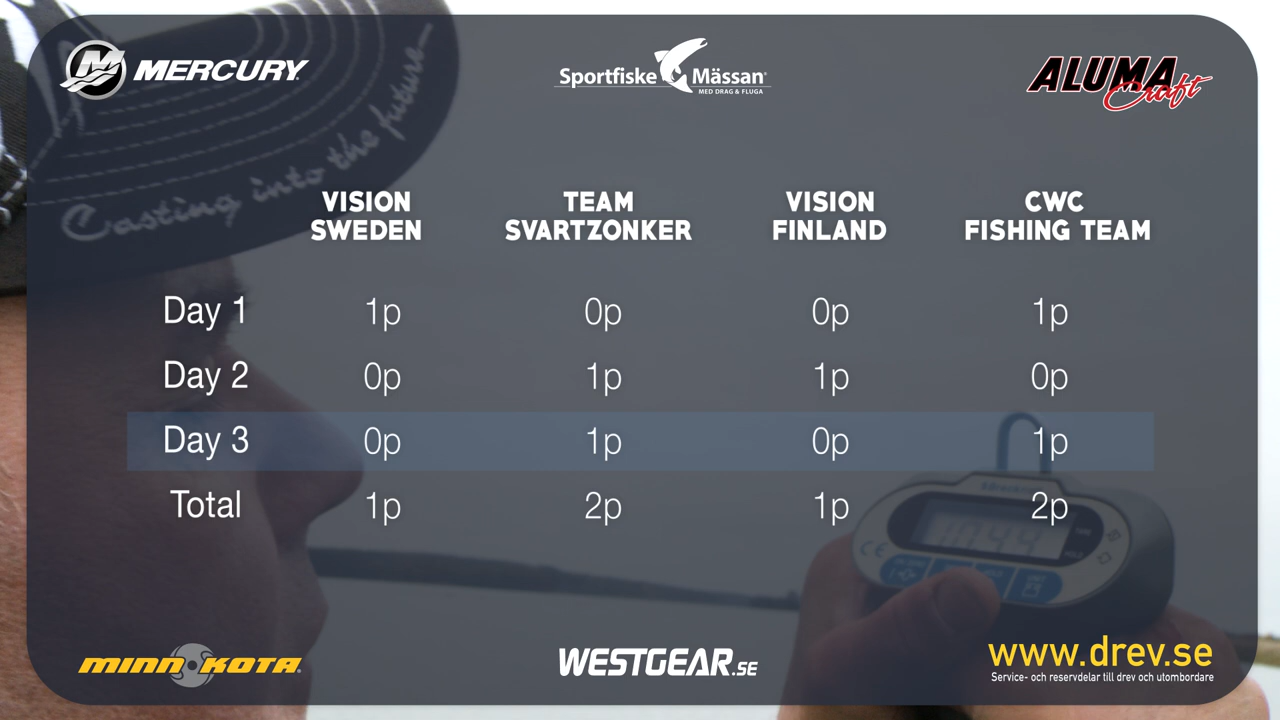 MERCURY
Sportfiske Mässan
MED DRAG & FLUGA
ALUMA
Craft
Casting into the future
VISION SWEDEN
TEAM SVARTZONKER
VISION FINLAND
CWC FISHING TEAM
Day 1 1p 0p 0p 1p
Day 2 0p 1p 1p 0p
Day 3 0p 1p 0p 1p
Total 1p 2p 1p 2p
CE
MINN KOTA
WESTGEAR.SE
www.drev.se
Service- och reservdelar till drev och utombordare